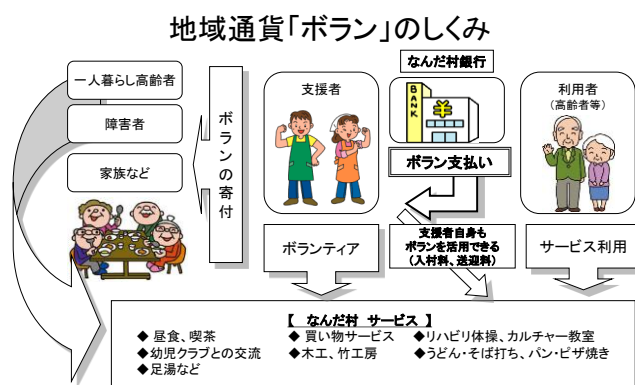 地域通貨「ボラン」のしくみ
一人暮らし高齢者
障害者
家族など
ボランの寄付
支援者
なんだ村銀行
BANK
¥
ボラン支払い
利用者
(高齢者等)
ボランティア
支援者自身も
ボランを活用できる
(入村料、送迎料)
サービス利用
【 なんだ村 サービス 】
◆ 昼食、喫茶
◆ 買い物サービス
◆リハビリ体操、カルチャー教室
◆幼児クラブとの交流
◆木工、竹工房
◆うどん・そば打ち、パン・ピザ焼き
◆足湯など